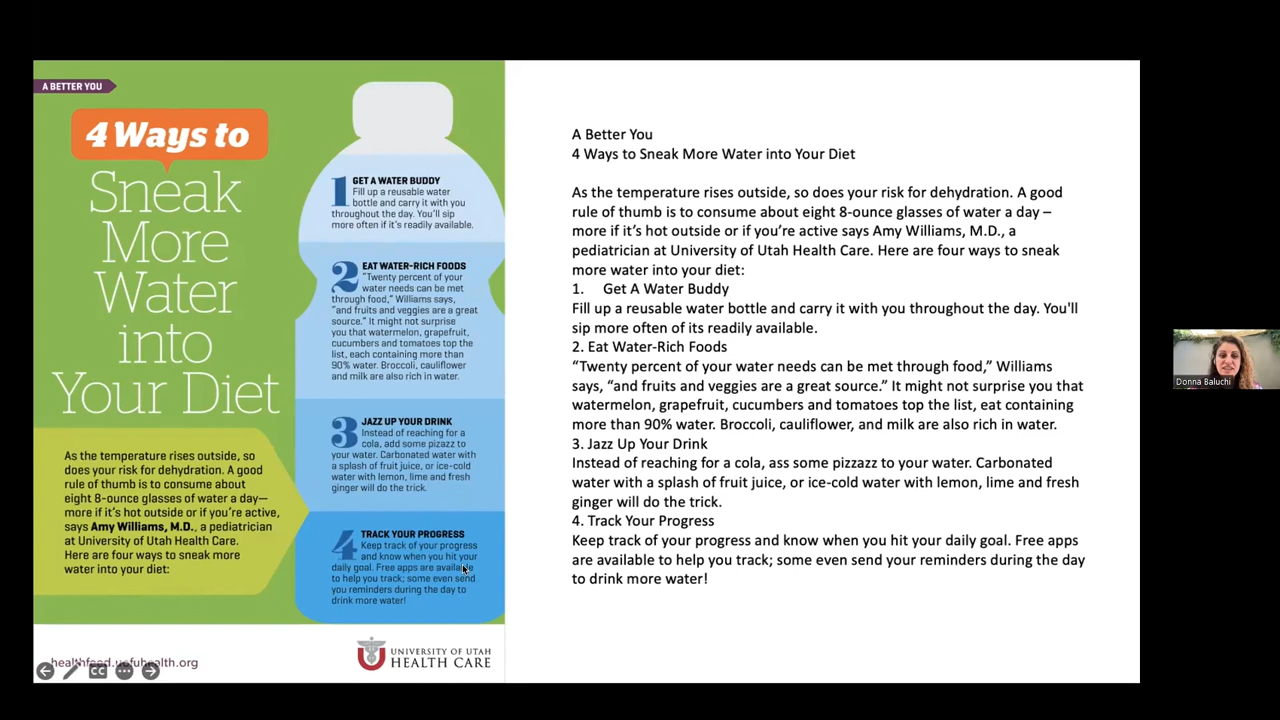 A BETTER YOU
4 Ways to
Sneak
More
Water
into
Your Diet
As the temperature rises outside, so
does your risk for dehydration. A good
rule of thumb is to consume about
eight 8-ounce glasses of water a day—
more if it's hot outside or if you're active,
says Amy Williams, M.D., a pediatrician
at University of Utah Health Care.
Here are four ways to sneak more
water into your diet:
1 GET A WATER BUDDY
Fill up a reusable water
bottle and carry it with you
throughout the day. You'll sip
more often if it's readily available.
2 EAT WATER-RICH FOODS
"Twenty percent of your
water needs can be met
through food," Williams says,
"and fruits and veggies are a great
source." It might not surprise
you that watermelon, grapefruit,
cucumbers and tomatoes top the
list, each containing more than
90% water. Broccoli, cauliflower
and milk are also rich in water.
3 JAZZ UP YOUR DRINK
Instead of reaching for a
cola, add some pizazz to
your water. Carbonated water with
a splash of fruit juice, or ice-cold
water with lemon, lime and fresh
ginger will do the trick.
4 TRACK YOUR PROGRESS
Keep track of your progress
and know when you hit your
daily goal. Free apps are available
to help you track; some even send
you reminders during the day to
drink more water!
healthfeed.uofuhealth.org
UNIVERSITY OF UTAH
HEALTH CARE
CC
A Better You
4 Ways to Sneak More Water into Your Diet
As the temperature rises outside, so does your risk for dehydration. A good
rule of thumb is to consume about eight 8-ounce glasses of water a day –
more if it's hot outside or if you're active says Amy Williams, M.D., a
pediatrician at University of Utah Health Care. Here are four ways to sneak
more water into your diet:
1. Get A Water Buddy
Fill up a reusable water bottle and carry it with you throughout the day. You'll
sip more often of its readily available.
2. Eat Water-Rich Foods
“Twenty percent of your water needs can be met through food,” Williams
says, “and fruits and veggies are a great source.” It might not surprise you that
watermelon, grapefruit, cucumbers and tomatoes top the list, eat containing
more than 90% water. Broccoli, cauliflower, and milk are also rich in water.
3. Jazz Up Your Drink
Instead of reaching for a cola, ass some pizzazz to your water. Carbonated
water with a splash of fruit juice, or ice-cold water with lemon, lime and fresh
ginger will do the trick.
4. Track Your Progress
Keep track of your progress and know when you hit your daily goal. Free apps
are available to help you track; some even send your reminders during the day
to drink more water!
Donna Baluchi